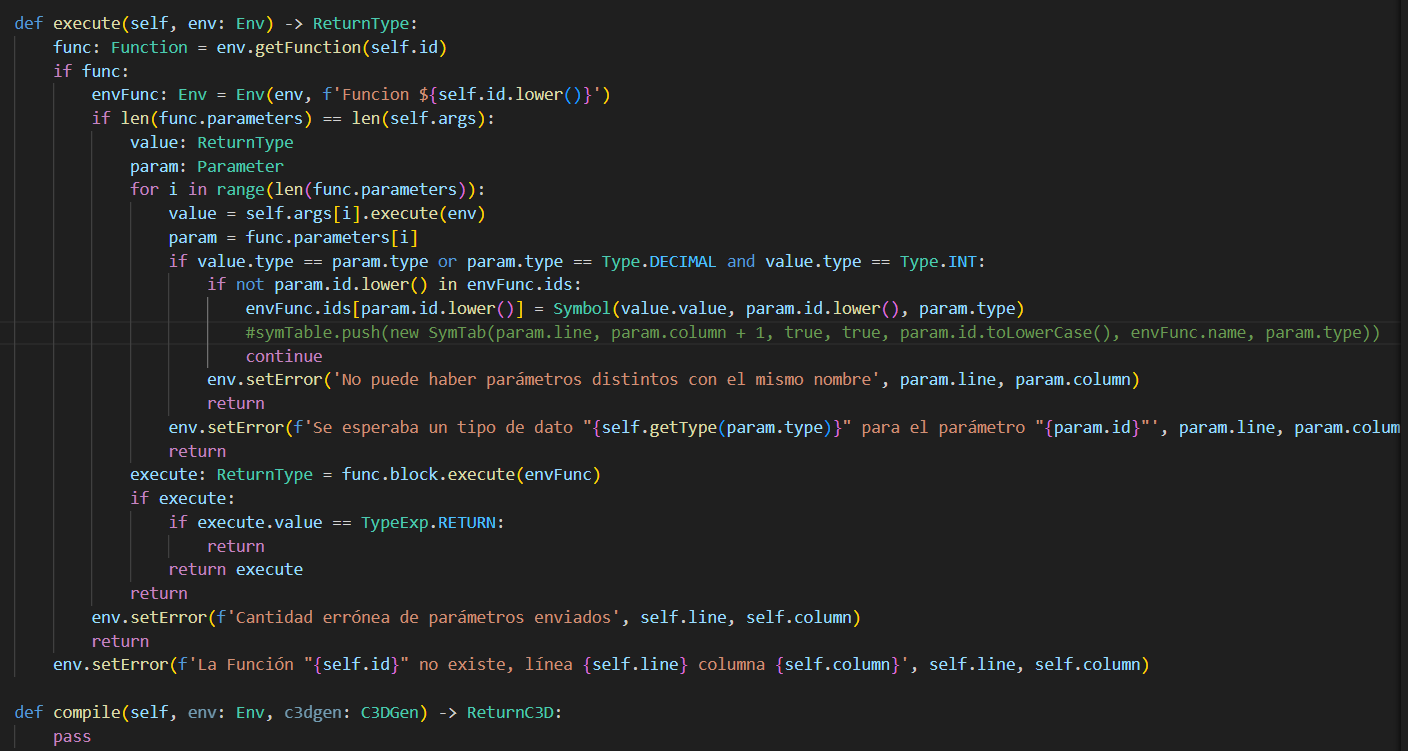 def execute(self, env: Env) -> ReturnType:
    func: Function = env.getFunction(self.id)
    if func:
        envFunc: Env = Env(env, f'Funcion ${self.id.lower()}')
        if len(func.parameters) == len(self.args):
            value: ReturnType
            param: Parameter
            for i in range(len(func.parameters)):
                value = self.args[i].execute(env)
                param = func.parameters[i]
                if value.type == param.type or param.type == Type.DECIMAL and value.type == Type.INT:
                    if not param.id.lower() in envFunc.ids:
                        envFunc.ids[param.id.lower()] = Symbol(value.value, param.id.lower(), param.type)
                        #symTable.push(new SymTab(param.line, param.column + 1, true, true, param.id.toLowerCase(), envFunc.name, param.type))
                        continue
                    env.setError('No puede haber parámetros distintos con el mismo nombre', param.line, param.column)
                    return
                env.setError(f'Se esperaba un tipo de dato "{self.getType(param.type)}" para el parámetro "{param.id}"', param.line, param.colum
                return
            execute: ReturnType = func.block.execute(envFunc)
            if execute:
                if execute.value == TypeExp.RETURN:
                    return
                return execute
            return
        env.setError(f'Cantidad errónea de parámetros enviados', self.line, self.column)
        return
    env.setError(f'La Función "{self.id}" no existe, línea {self.line} columna {self.column}', self.line, self.column)
def compile(self, env: Env, c3dgen: C3DGen) -> ReturnC3D:
    pass